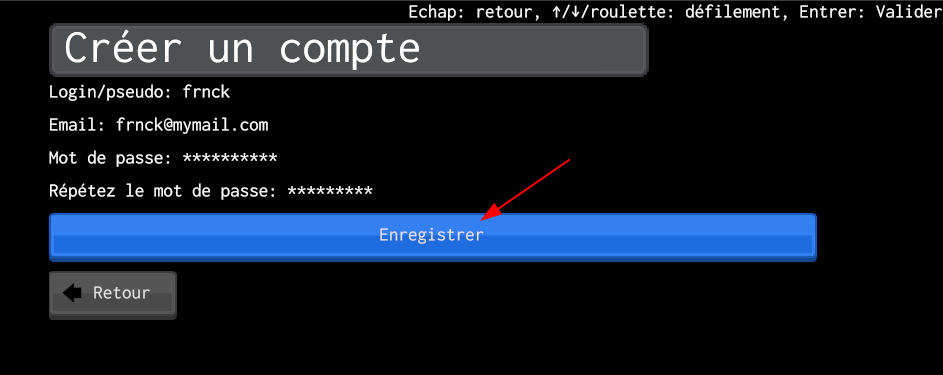 Echap: retour, ↑/↓/roulette: défilement, Entrer: Valider
Créer un compte
Login/pseudo: frnck
Email: frnck@mymail.com
Mot de passe: **********
Répétez le mot de passe: *********
Enregistrer
Retour